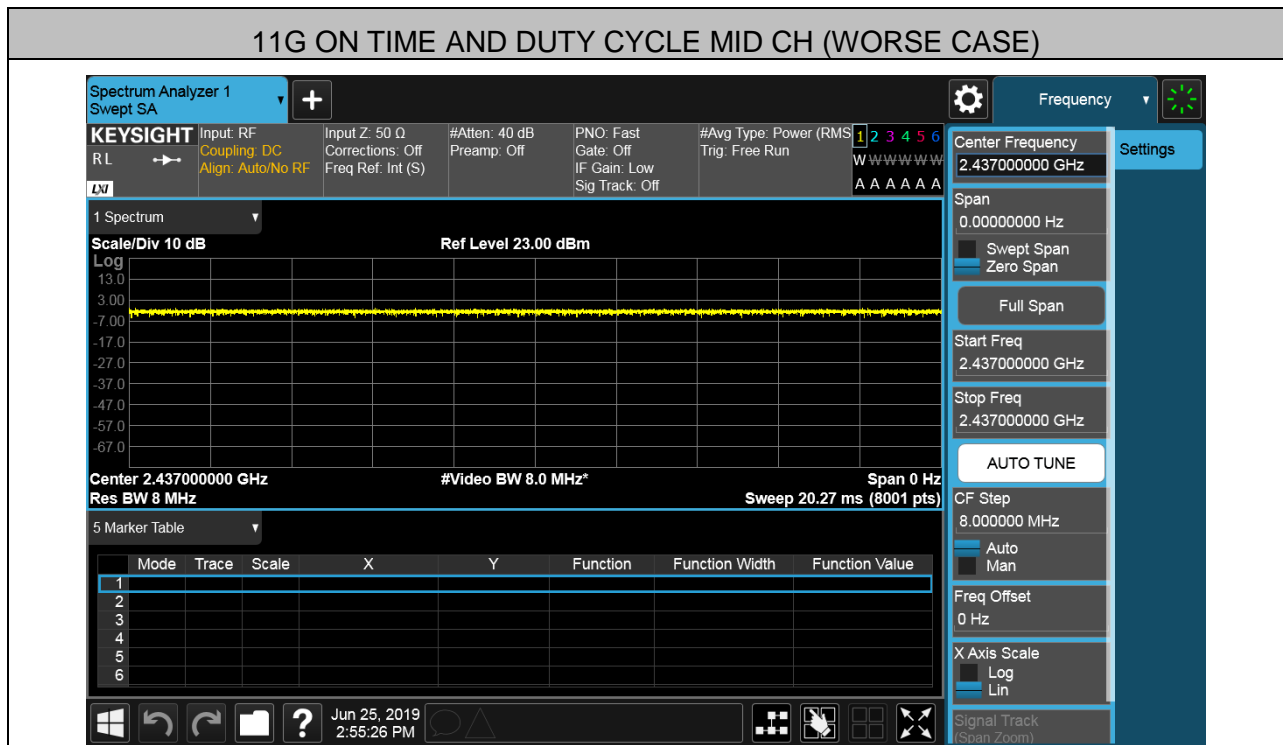 11G ON TIME AND DUTY CYCLE MID CH (WORSE CASE)
Spectrum Analyzer 1
Swept SA
Frequency
KEYSIGHT
RL
LXI
Input: RF
Coupling: DC
Align: Auto/No RF
Input Z: 50 Ω
Corrections: Off
Freq Ref: Int (S)
#Atten: 40 dB
Preamp: Off
PNO: Fast
Gate: Off
IF Gain: Low
Sig Track: Off
#Avg Type: Power (RMS
Trig: Free Run
1 2 3 4 5 6
W W W W W W
A A A A A A
1 Spectrum
Scale/Div 10 dB
Ref Level 23.00 dBm
Log
13.0
3.00
-7.00
-17.0
-27.0
-37.0
-47.0
-57.0
-67.0
Center 2.437000000 GHz
#Video BW 8.0 MHz*
Span 0 Hz
Res BW 8 MHz
Sweep 20.27 ms (8001 pts)
5 Marker Table
Mode Trace Scale X Y Function Function Width Function Value
1
2
3
4
5
6
Jun 25, 2019
2:55:26 PM
Center Frequency
2.437000000 GHz
Settings
Span
0.00000000 Hz
Swept Span
Zero Span
Full Span
Start Freq
2.437000000 GHz
Stop Freq
2.437000000 GHz
AUTO TUNE
CF Step
8.000000 MHz
Auto
Man
Freq Offset
0 Hz
X Axis Scale
Log
Lin
Signal Track
(Span Zoom)